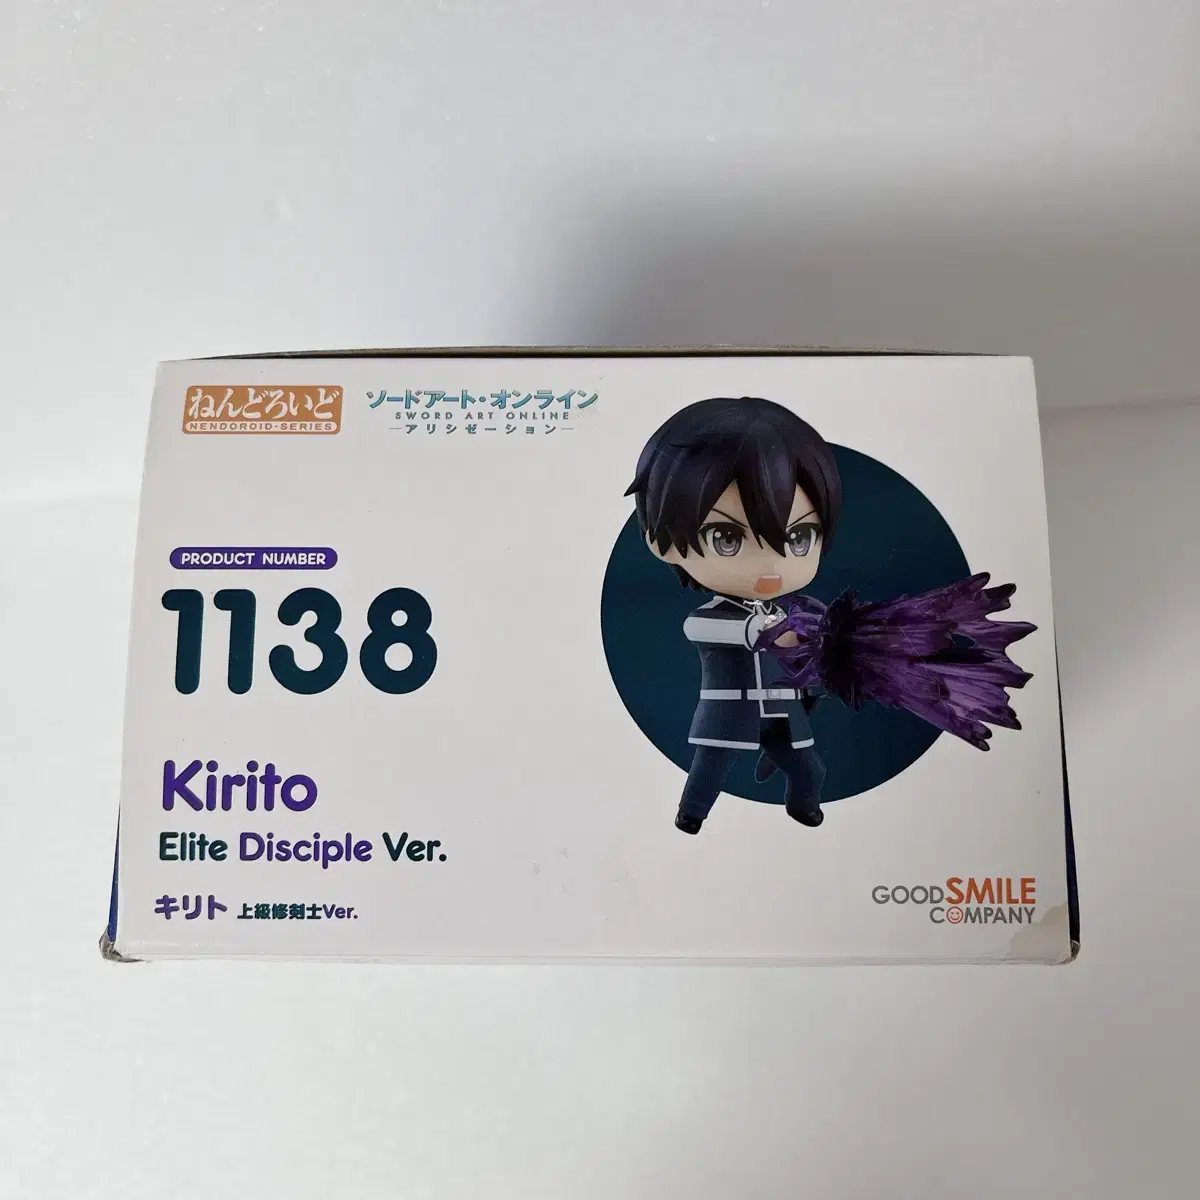 ねんどろいど
NENDOROID·SERIES
ソードアート・オンライン
SWORD ART ONLINE
ーアリシゼーションー
PRODUCT NUMBER
1138
Kirito
Elite Disciple Ver.
キリト 上級修剣士Ver.
GOOD SMILE
COMPANY